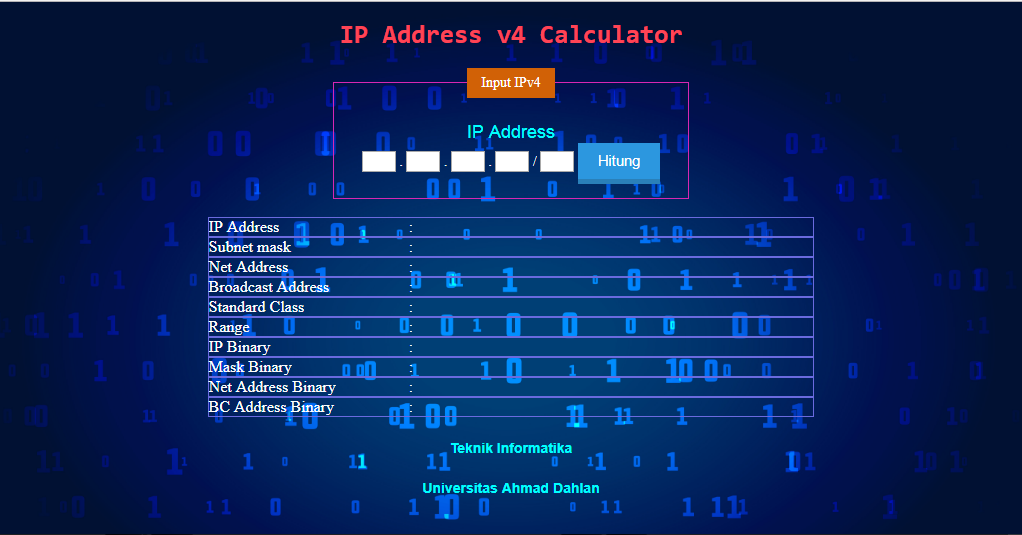 IP Address v4 Calculator
Input IPv4
IP Address
. . . / Hitung
IP Address :
Subnet mask :
Net Address :
Broadcast Address :
Standard Class :
Range :
IP Binary :
Mask Binary :
Net Address Binary :
BC Address Binary :
Teknik Informatika
Universitas Ahmad Dahlan